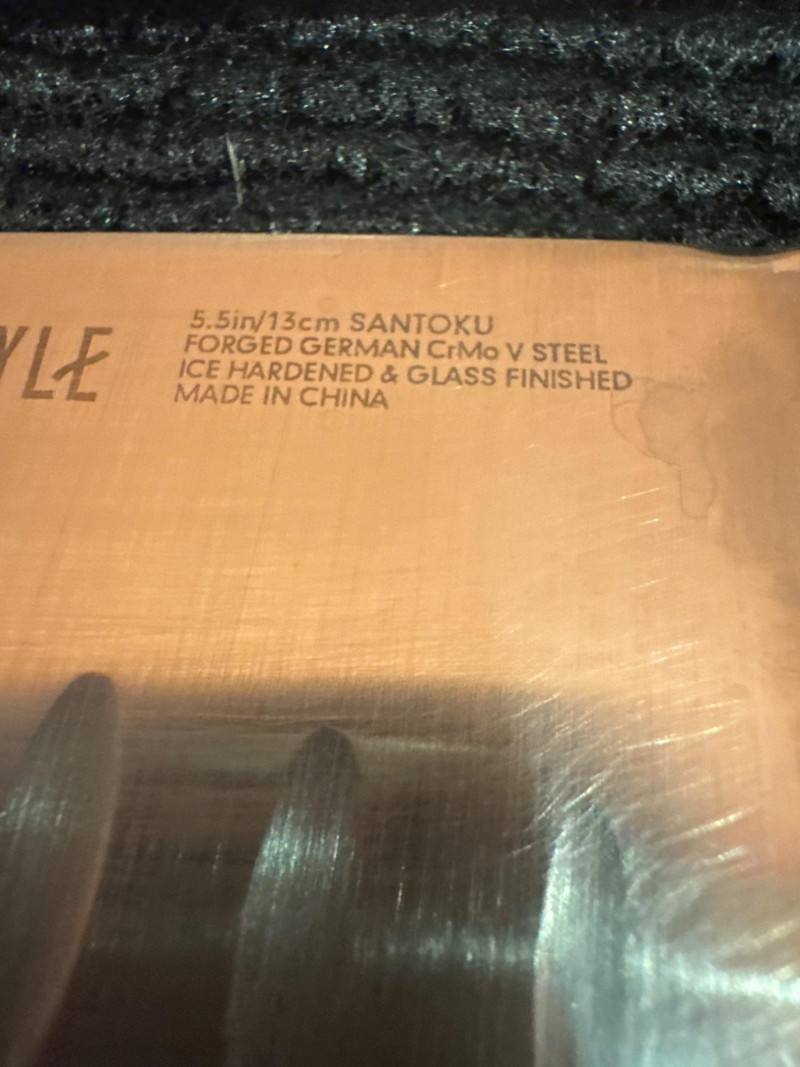 5.5in/13cm SANTOKU
FORGED GERMAN CrMo V STEEL
ICE HARDENED & GLASS FINISHED
MADE IN CHINA